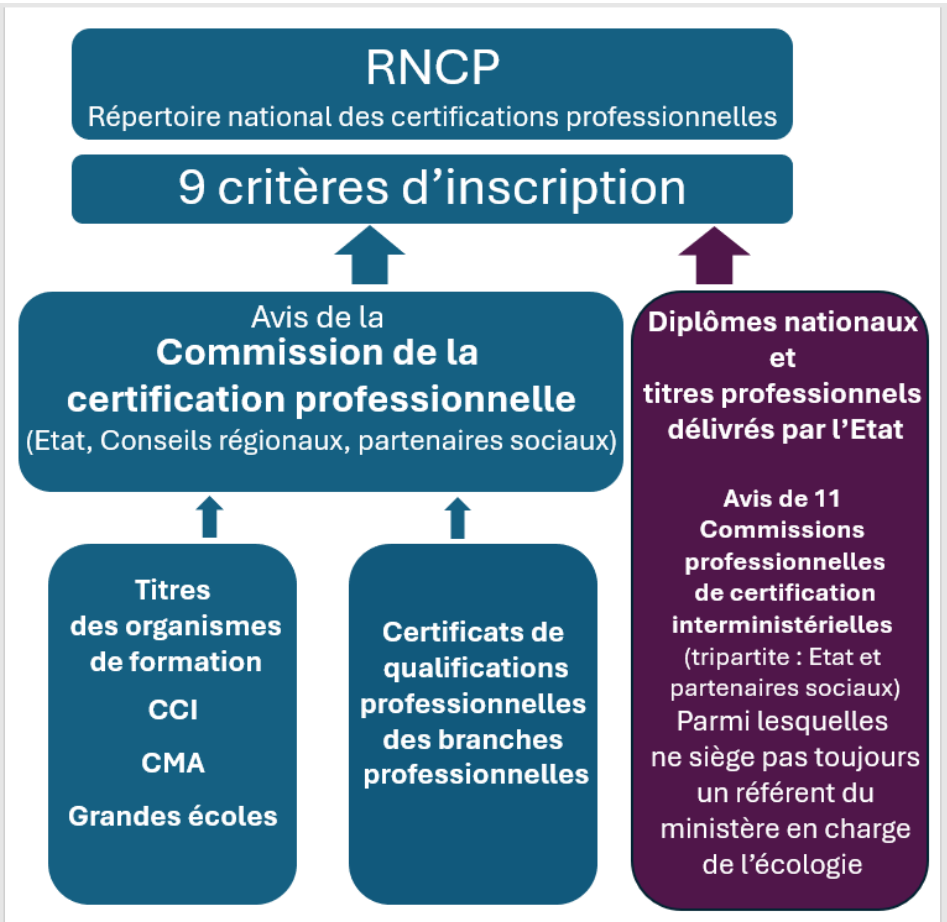 RNCP
Répertoire national des certifications professionnelles
9 critères d’inscription
Avis de la
Commission de la
certification professionnelle
(Etat, Conseils régionaux, partenaires sociaux)
Titres
des organismes
de formation
CCI
CMA
Grandes écoles
Certificats de
qualifications
professionnelles
des branches
professionnelles
Diplômes nationaux
et
titres professionnels
délivrés par l’Etat
Avis de 11
Commissions
professionnelles
de certification
interministérielles
(tripartite : Etat et
partenaires sociaux)
Parmi lesquelles
ne siège pas toujours
un référent du
ministère en charge
de l’écologie